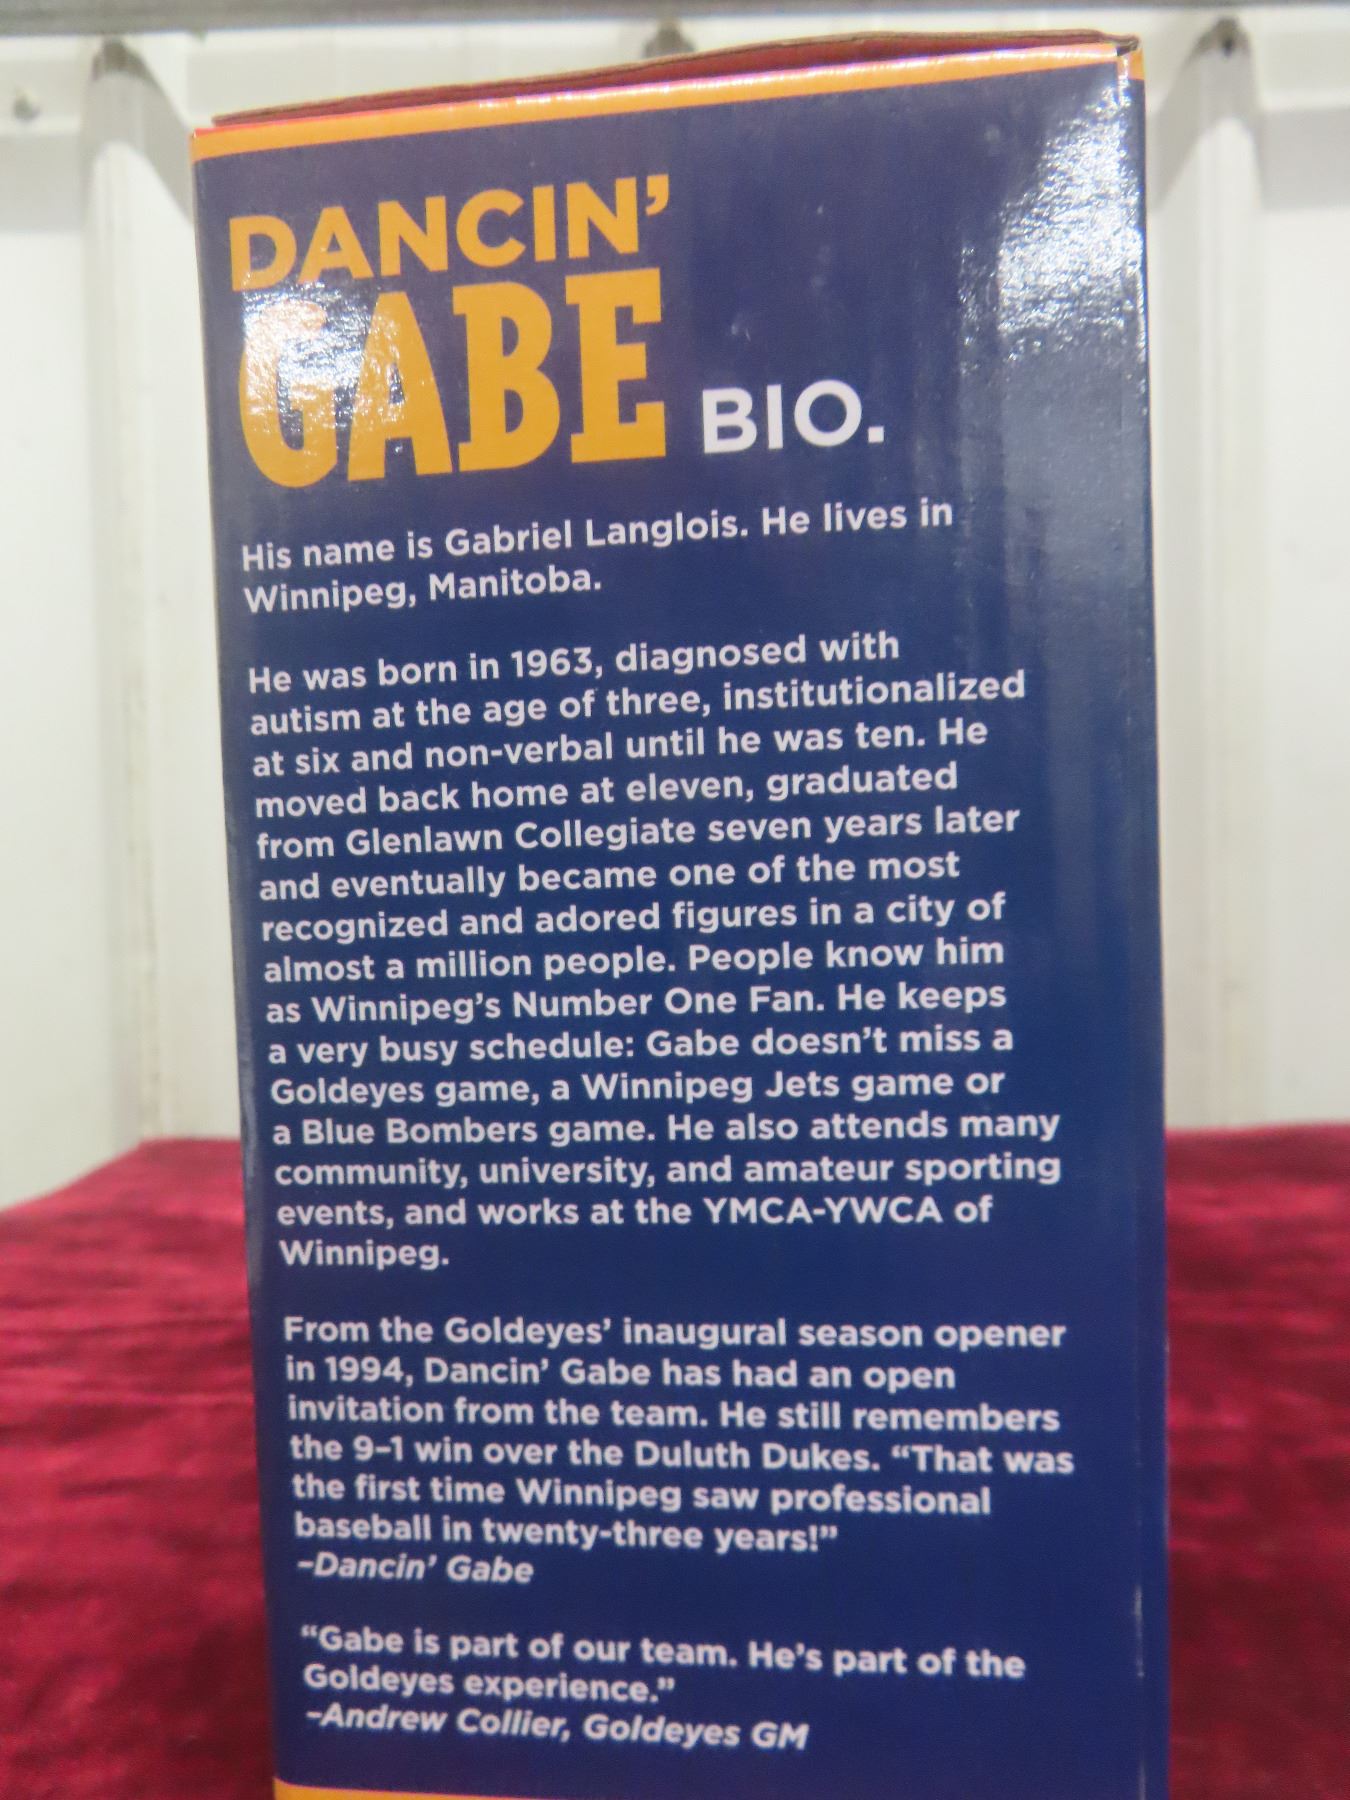 DANCIN’
GABE BIO.
His name is Gabriel Langlois. He lives in
Winnipeg, Manitoba.
He was born in 1963, diagnosed with
autism at the age of three, institutionalized
at six and non-verbal until he was ten. He
moved back home at eleven, graduated
from Glenlawn Collegiate seven years later
and eventually became one of the most
recognized and adored figures in a city of
almost a million people. People know him
as Winnipeg’s Number One Fan. He keeps
a very busy schedule: Gabe doesn’t miss a
Goldeyes game, a Winnipeg Jets game or
a Blue Bombers game. He also attends many
community, university, and amateur sporting
events, and works at the YMCA-YWCA of
Winnipeg.
From the Goldeyes’ inaugural season opener
in 1994, Dancin’ Gabe has had an open
invitation from the team. He still remembers
the 9–1 win over the Duluth Dukes. “That was
the first time Winnipeg saw professional
baseball in twenty-three years!”
–Dancin’ Gabe
“Gabe is part of our team. He’s part of the
Goldeyes experience.”
–Andrew Collier, Goldeyes GM